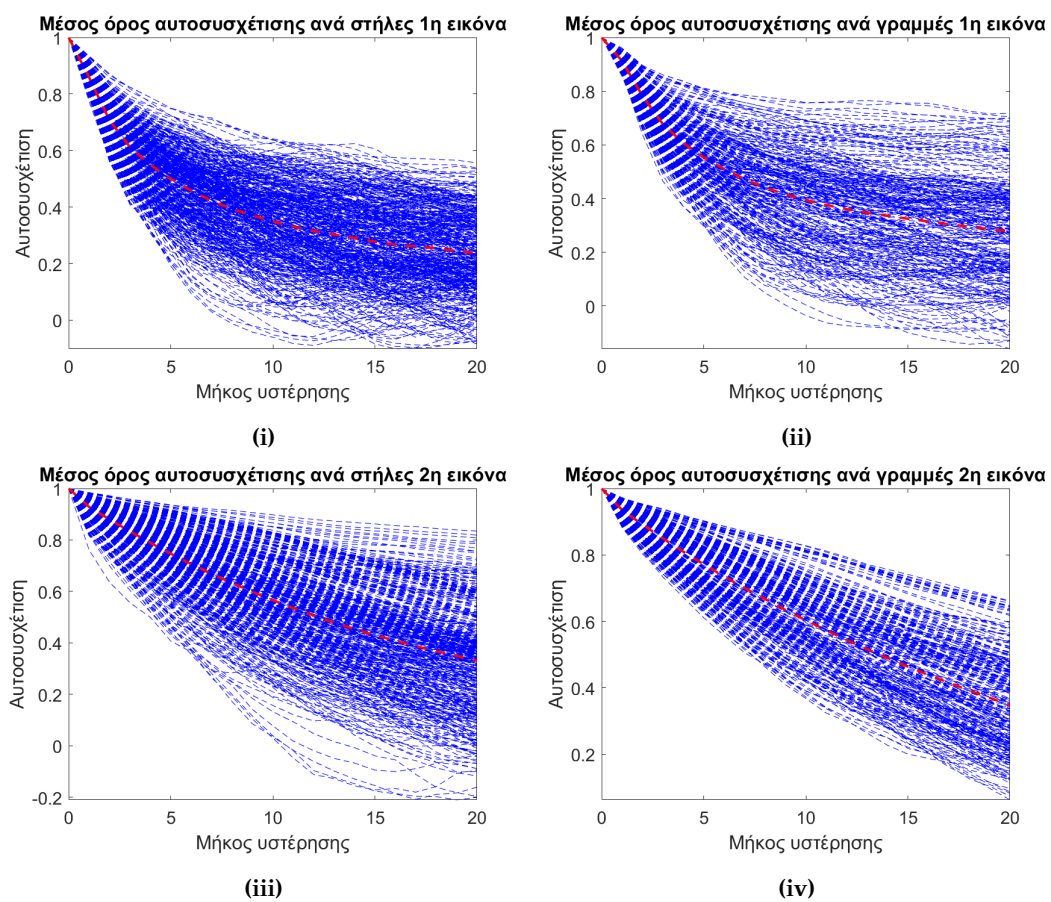 Μέσος όρος αυτοσυσχέτισης ανά στήλες 1η εικόνα
1
0.8
0.6
0.4
0.2
0
Αυτοσυσχέτιση
0 5 10 15 20
Μήκος υστέρησης
(i)
Μέσος όρος αυτοσυσχέτισης ανά γραμμές 1η εικόνα
1
0.8
0.6
0.4
0.2
0
Αυτοσυσχέτιση
0 5 10 15 20
Μήκος υστέρησης
(ii)
Μέσος όρος αυτοσυσχέτισης ανά στήλες 2η εικόνα
1
0.8
0.6
0.4
0.2
0
-0.2
Αυτοσυσχέτιση
0 5 10 15 20
Μήκος υστέρησης
(iii)
Μέσος όρος αυτοσυσχέτισης ανά γραμμές 2η εικόνα
1
0.8
0.6
0.4
0.2
Αυτοσυσχέτιση
0 5 10 15 20
Μήκος υστέρησης
(iv)